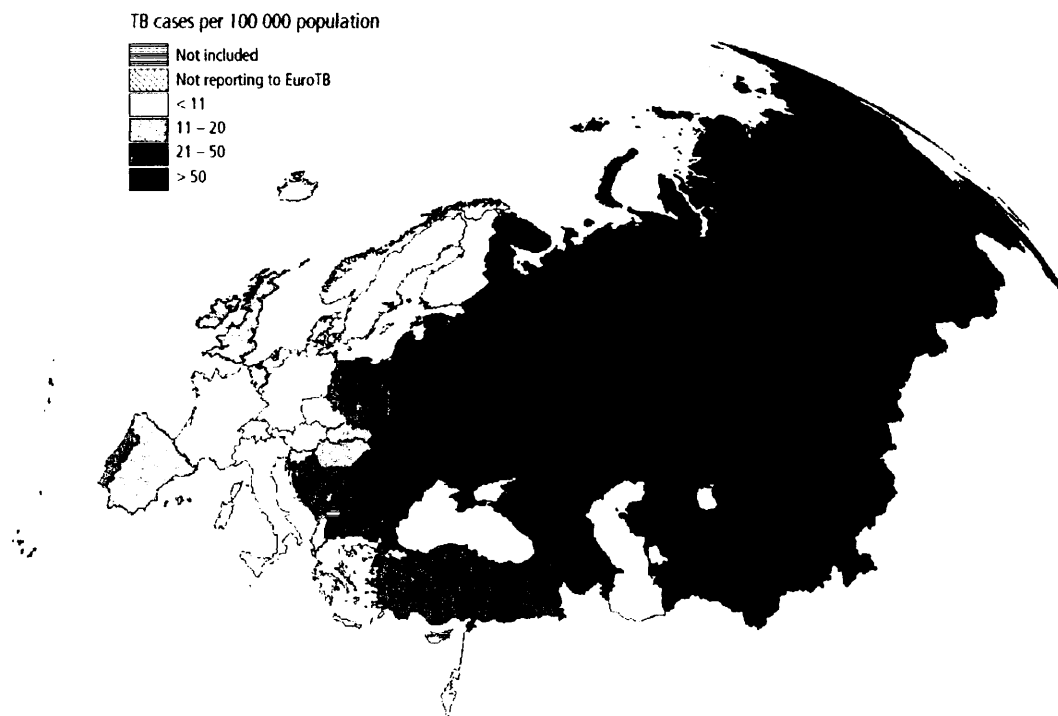 TB cases per 100 000 population
Not included
Not reporting to EuroTB
< 11
11 – 20
21 – 50
> 50